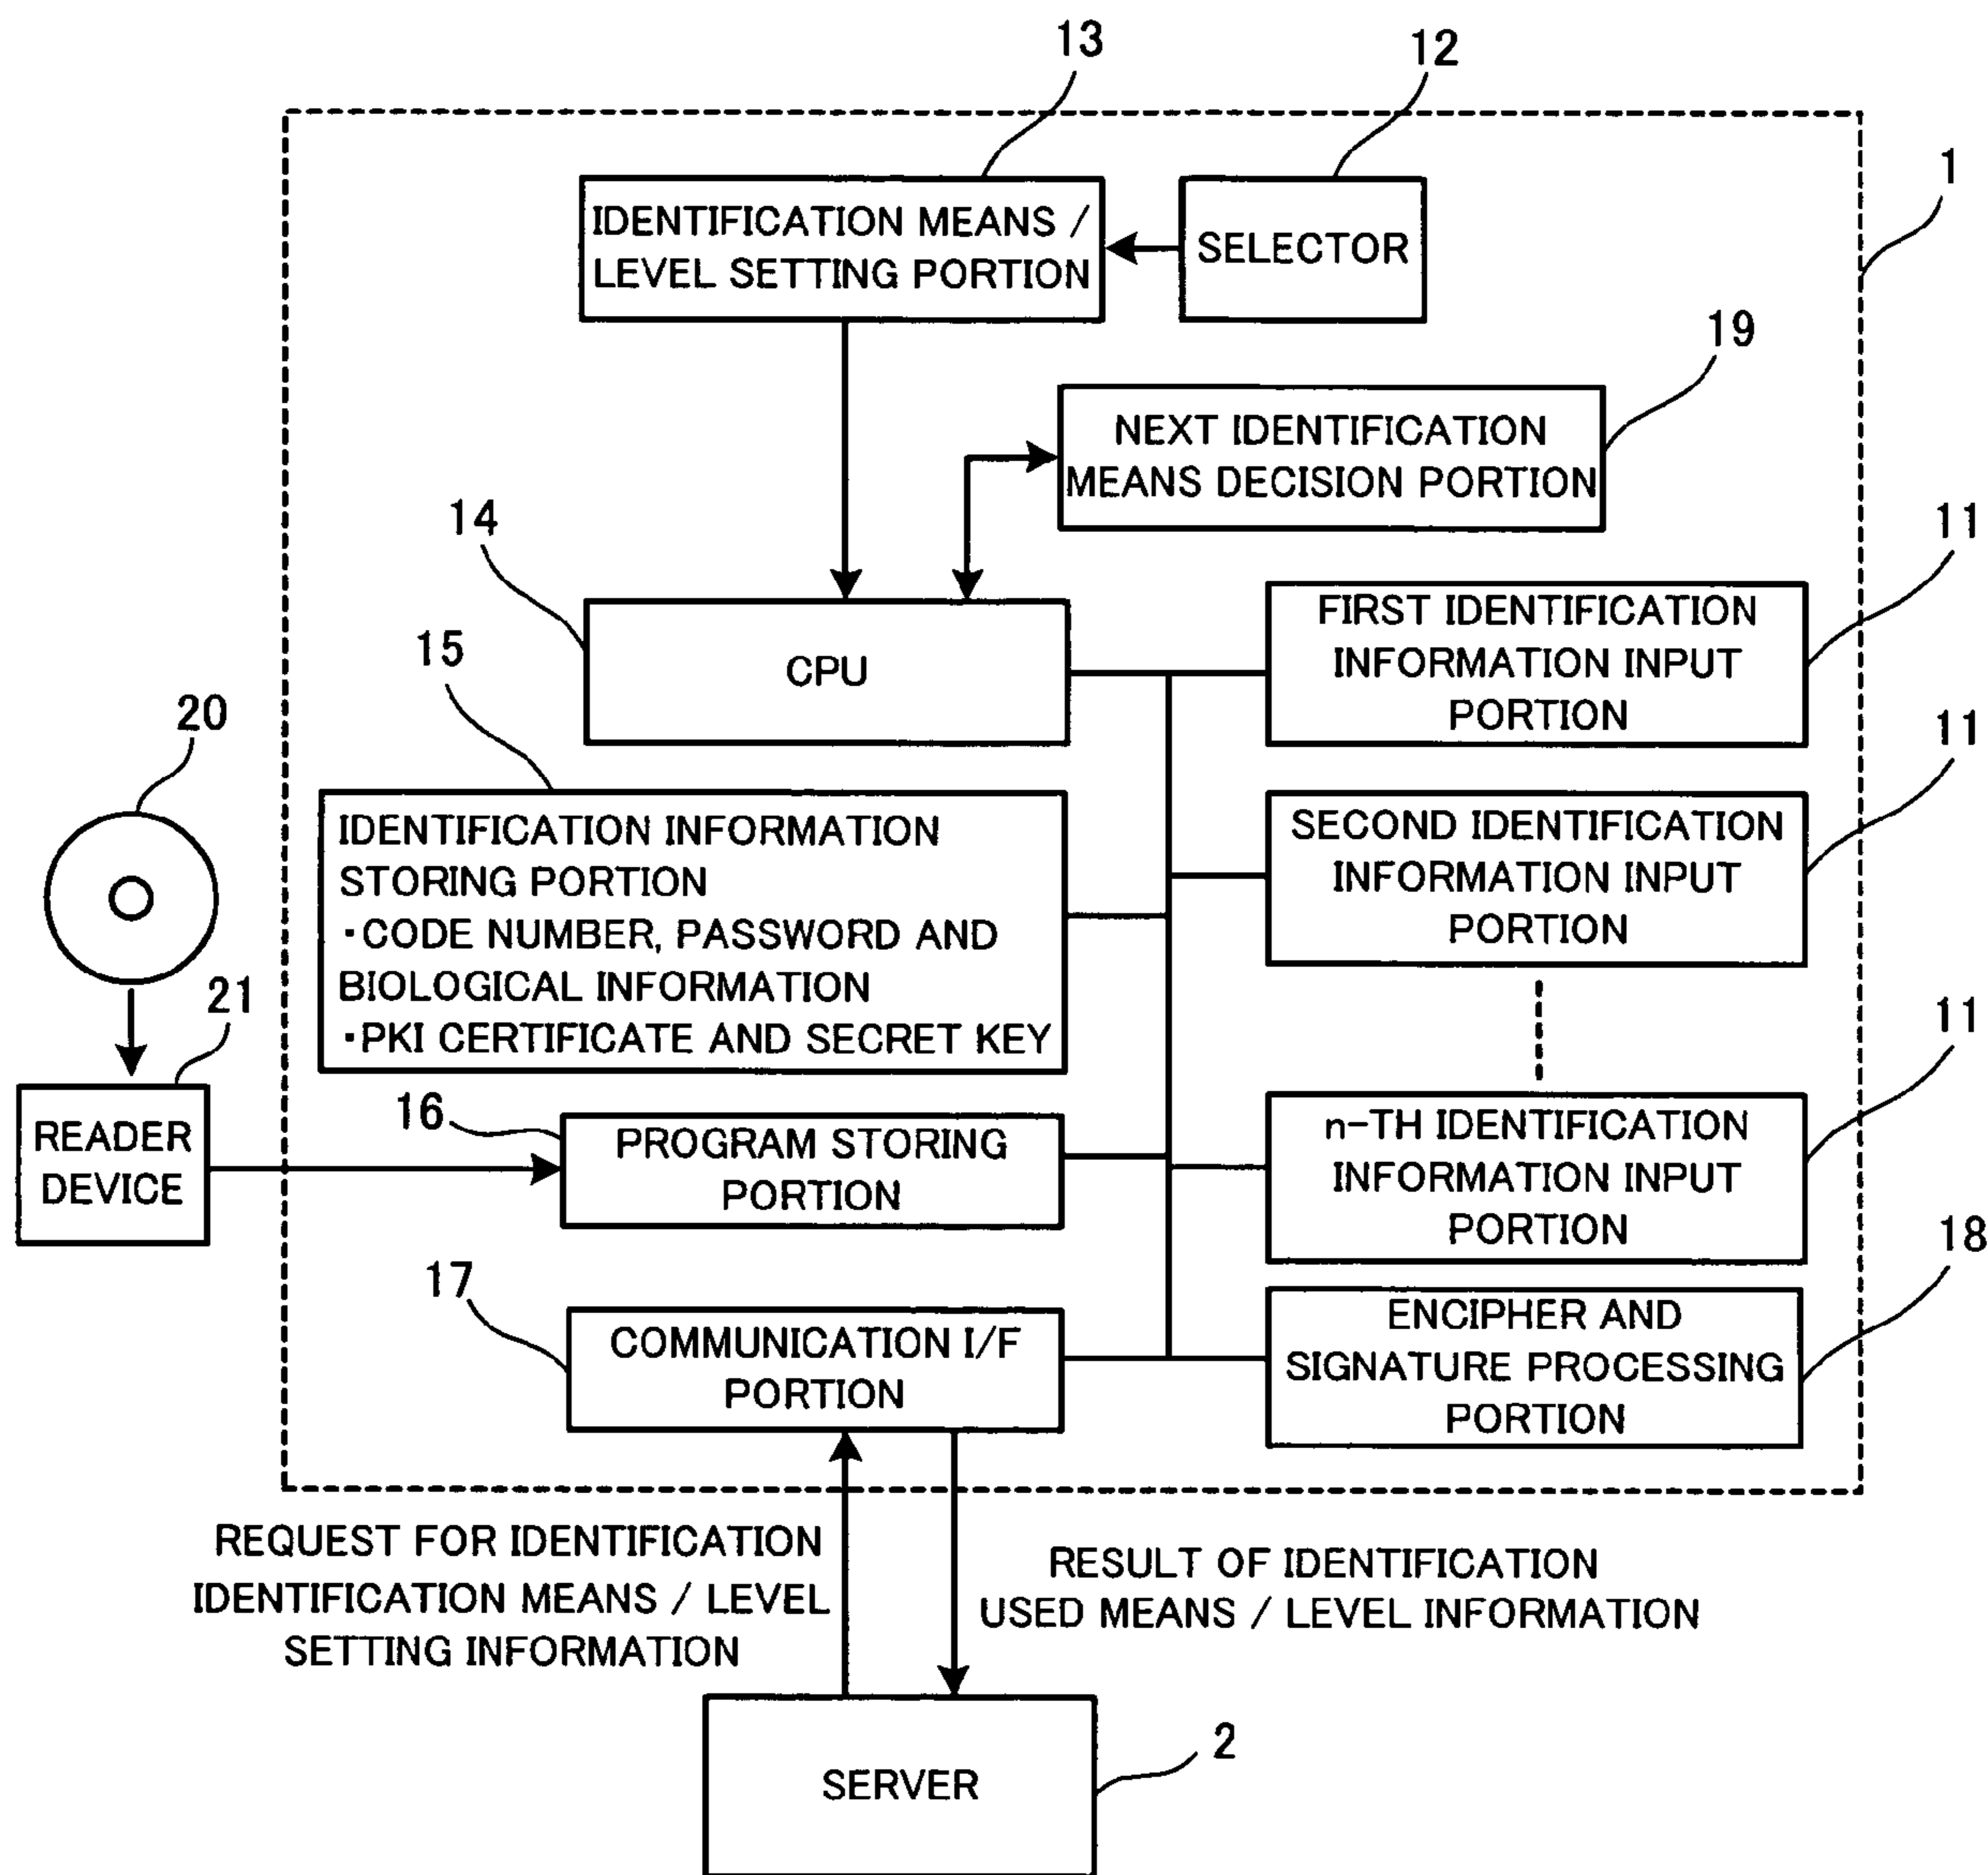 13
12
1
IDENTIFICATION MEANS /
LEVEL SETTING PORTION
SELECTOR
19
NEXT IDENTIFICATION
MEANS DECISION PORTION
14
11
CPU
FIRST IDENTIFICATION
INFORMATION INPUT
PORTION
15
20
11
IDENTIFICATION INFORMATION
STORING PORTION
・CODE NUMBER, PASSWORD AND
BIOLOGICAL INFORMATION
・PKI CERTIFICATE AND SECRET KEY
SECOND IDENTIFICATION
INFORMATION INPUT
PORTION
21
11
READER
DEVICE
16
PROGRAM STORING
PORTION
n-TH IDENTIFICATION
INFORMATION INPUT
PORTION
18
17
COMMUNICATION I/F
PORTION
ENCIPHER AND
SIGNATURE PROCESSING
PORTION
REQUEST FOR IDENTIFICATION
IDENTIFICATION MEANS / LEVEL
SETTING INFORMATION
RESULT OF IDENTIFICATION
USED MEANS / LEVEL INFORMATION
2
SERVER